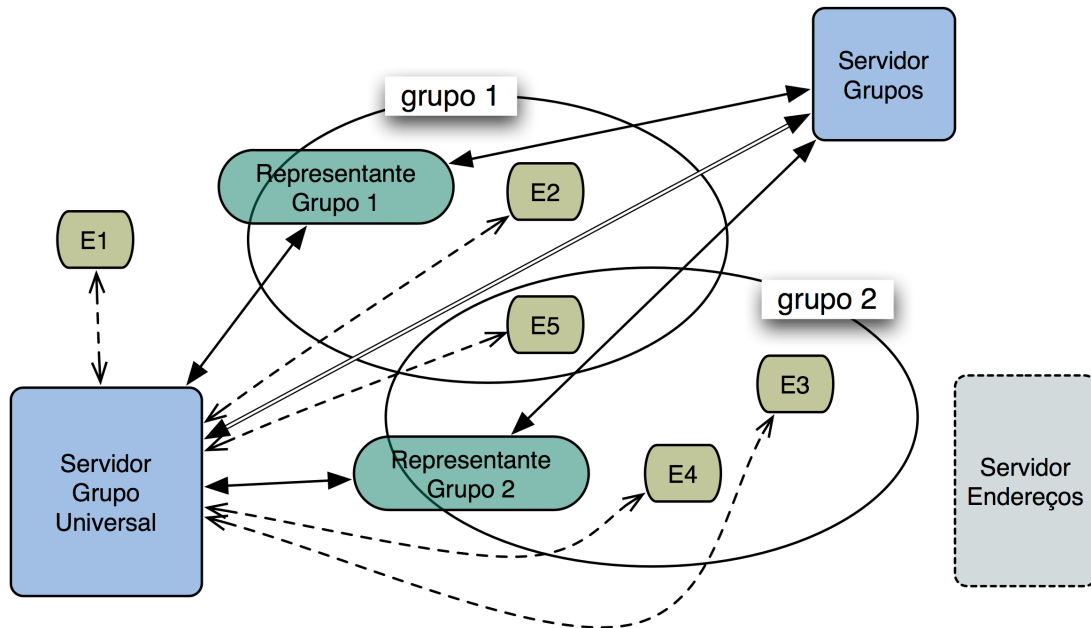 Servidor
Grupos
grupo 1
Representante
Grupo 1
E2
E1
grupo 2
E5
E3
Representante
Grupo 2
E4
Servidor
Grupo
Universal
Servidor
Endereços